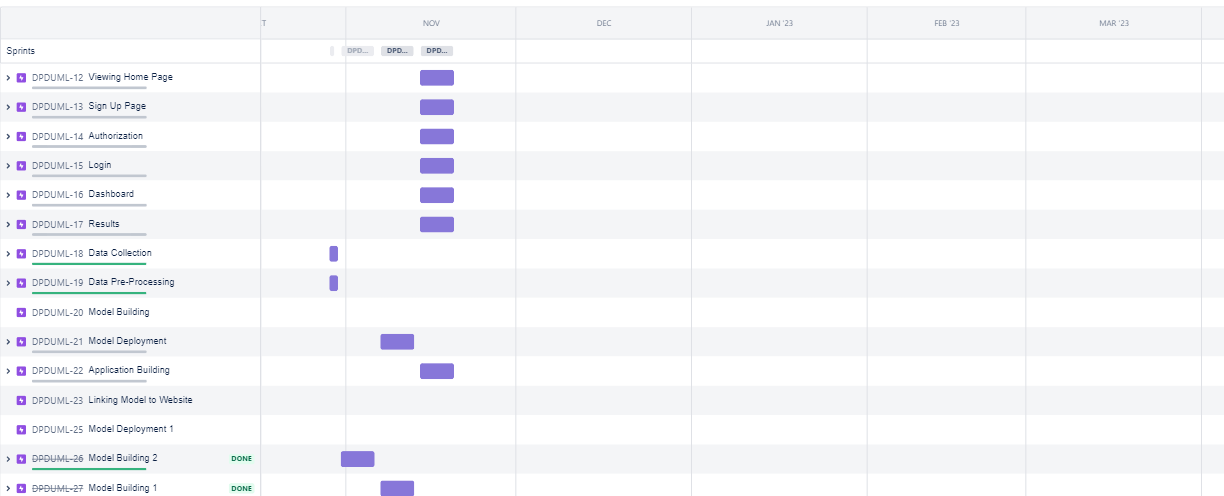 T NOV DEC JAN '23 FEB '23 MAR '23
Sprints DPD... DPD... DPD...
DPDUML-12 Viewing Home Page
DPDUML-13 Sign Up Page
DPDUML-14 Authorization
DPDUML-15 Login
DPDUML-16 Dashboard
DPDUML-17 Results
DPDUML-18 Data Collection
DPDUML-19 Data Pre-Processing
DPDUML-20 Model Building
DPDUML-21 Model Deployment
DPDUML-22 Application Building
DPDUML-23 Linking Model to Website
DPDUML-25 Model Deployment 1
DPDUML-26 Model Building 2 DONE
DPDUML-27 Model Building 1 DONE